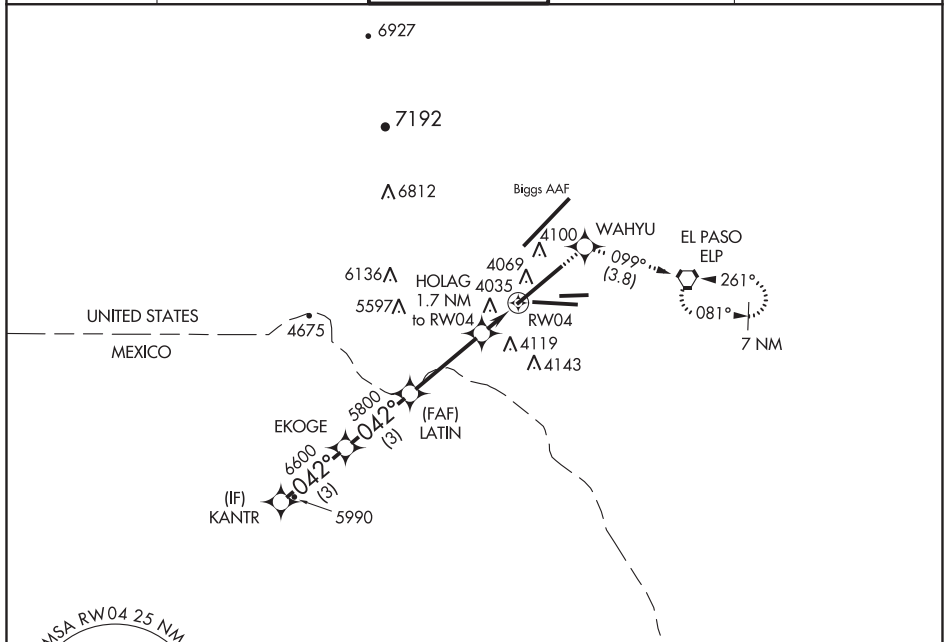 6927
7192
6812
Biggs AAF
4100
WAHYU
EL PASO
ELP
099°
(3.8)
261°
081°
7 NM
6136
4069
HOLAG
1.7 NM
to RW04
4035
5597
RW04
UNITED STATES
4675
MEXICO
4119
4143
5800
042°
(3)
(FAF)
LATIN
EKOGE
6600
042°
(3)
(IF)
KANTR
5990
MSA RW04 25 NM